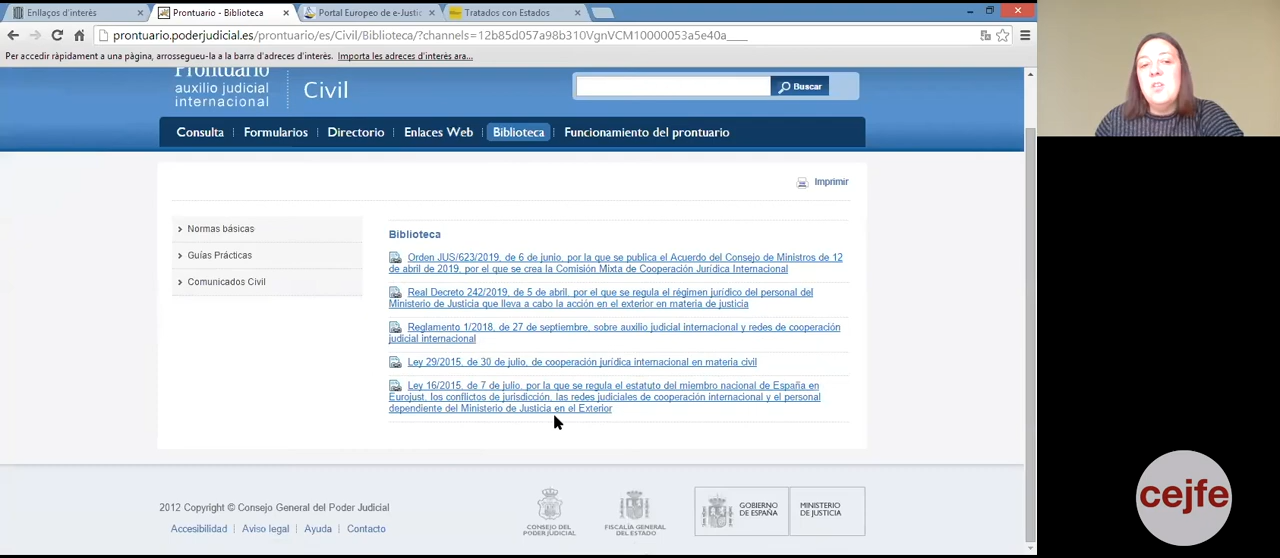 Enllaços d'interès
Prontuario - Biblioteca
Portal Europeo de e-Justic
Tratados con Estados
prontuario.poderjudicial.es/prontuario/es/Civil/Biblioteca/?channels=12b85d057a98b310VgnVCM10000053a5e40a____
Per accedir ràpidament a una pàgina, arrossegueu-la a la barra d'adreces d'interès. Importa les adreces d'interès ara...
Prontuario
auxilio judicial
internacional
Civil
Buscar
Consulta Formularios Directorio Enlaces Web Biblioteca Funcionamiento del prontuario
Imprimir
Normas básicas
Guías Prácticas
Comunicados Civil
Biblioteca
Orden JUS/623/2019, de 6 de junio, por la que se publica el Acuerdo del Consejo de Ministros de 12
de abril de 2019, por el que se crea la Comisión Mixta de Cooperación Jurídica Internacional
Real Decreto 242/2019, de 5 de abril, por el que se regula el régimen jurídico del personal del
Ministerio de Justicia que lleva a cabo la acción en el exterior en materia de justicia
Reglamento 1/2018, de 27 de septiembre, sobre auxilio judicial internacional y redes de cooperación
judicial internacional
Ley 29/2015, de 30 de julio, de cooperación jurídica internacional en materia civil
Ley 16/2015, de 7 de julio, por la que se regula el estatuto del miembro nacional de España en
Eurojust, los conflictos de jurisdicción, las redes judiciales de cooperación internacional y el personal
dependiente del Ministerio de Justicia en el Exterior
2012 Copyright © Consejo General del Poder Judicial
Accesibilidad Aviso legal Ayuda Contacto
CONSEJO DEL
PODER JUDICIAL
FISCALÍA GENERAL
DEL ESTADO
GOBIERNO
DE ESPAÑA
MINISTERIO
DE JUSTICIA
cejfe